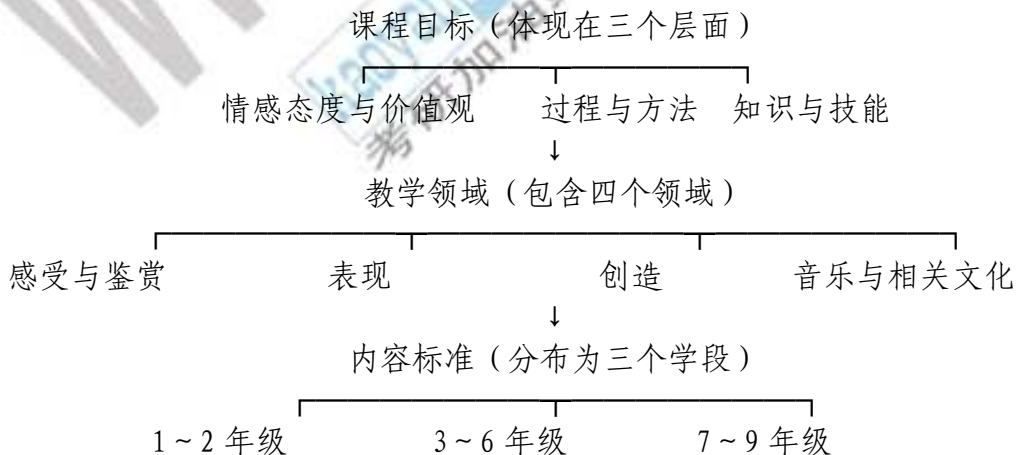 课程目标（体现在三个层面）
情感态度与价值观 过程与方法 知识与技能
↓
教学领域（包含四个领域）
感受与鉴赏 表现 创造 音乐与相关文化
↓
内容标准（分布为三个学段）
1～2 年级 3～6 年级 7～9 年级